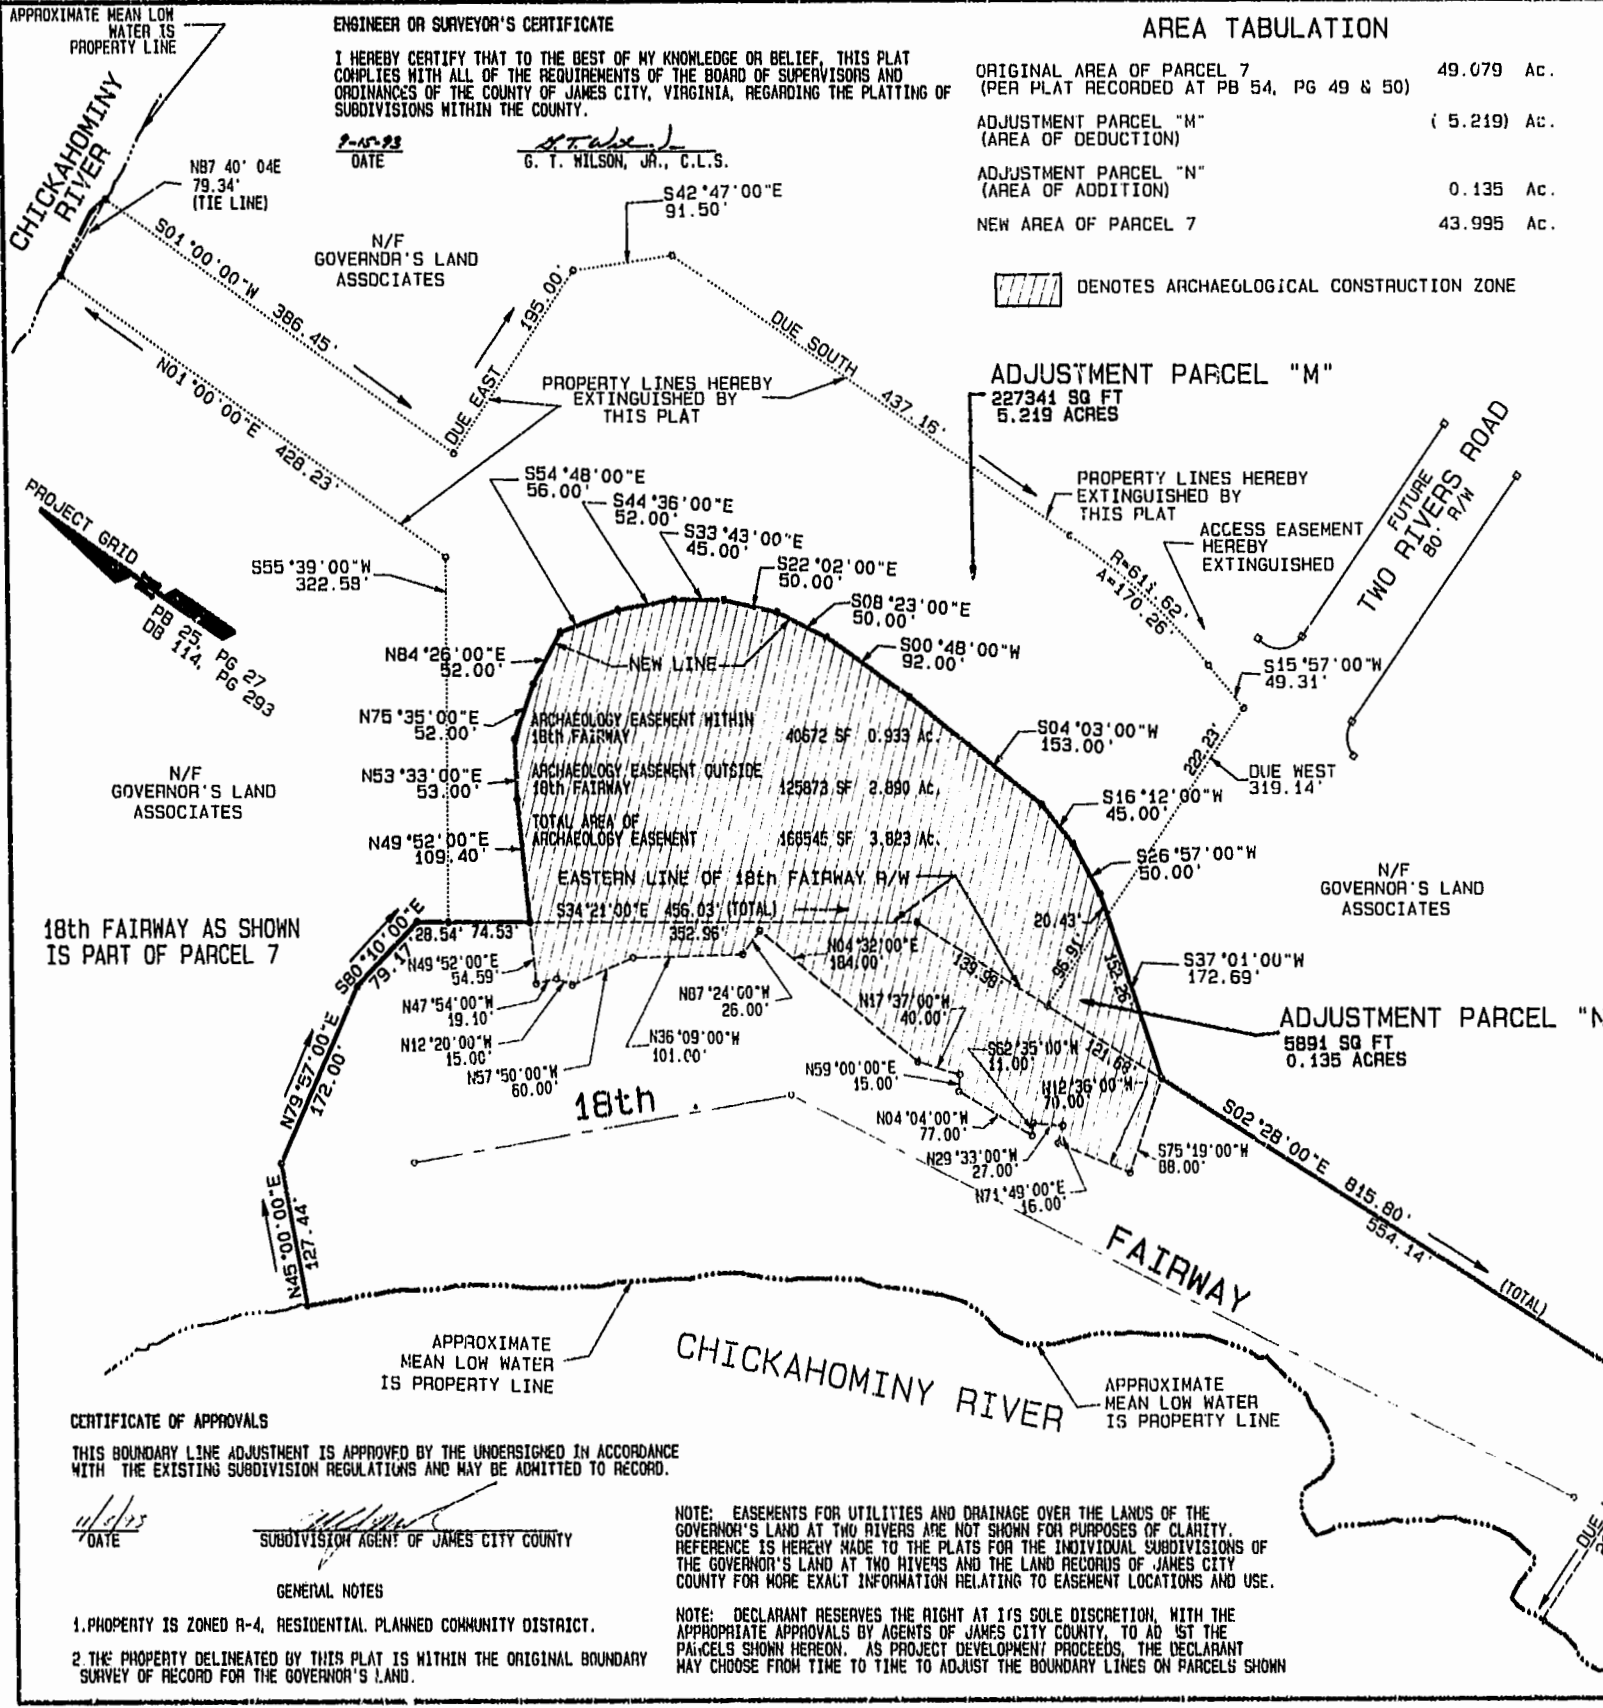 APPROXIMATE MEAN LOW
WATER IS
PROPERTY LINE
CHICKAHOMINY
RIVER
N87 40' 04E
79.34'
(TIE LINE)
ENGINEER OR SURVEYOR'S CERTIFICATE
I HEREBY CERTIFY THAT TO THE BEST OF MY KNOWLEDGE OR BELIEF, THIS PLAT
COMPLIES WITH ALL OF THE REQUIREMENTS OF THE BOARD OF SUPERVISORS AND
ORDINANCES OF THE COUNTY OF JAMES CITY, VIRGINIA, REGARDING THE PLATTING OF
SUBDIVISIONS WITHIN THE COUNTY.
9-15-93
DATE
G. T. WILSON, JR., C.L.S.
AREA TABULATION
ORIGINAL AREA OF PARCEL 7 49.079 Ac.
(PER PLAT RECORDED AT PB 54, PG 49 & 50)
ADJUSTMENT PARCEL "M" ( 5.219) Ac.
(AREA OF DEDUCTION)
ADJUSTMENT PARCEL "N"
(AREA OF ADDITION) 0.135 Ac.
NEW AREA OF PARCEL 7 43.995 Ac.
DENOTES ARCHAEOLOGICAL CONSTRUCTION ZONE
S42°47'00"E
91.50'
N/F
GOVERNOR'S LAND
ASSOCIATES
S01°00'00"W 386.45'
N01°00'00"E 428.23'
DUE EAST 195.00'
DUE SOUTH 437.16'
PROPERTY LINES HEREBY
EXTINGUISHED BY
THIS PLAT
ADJUSTMENT PARCEL "M"
227341 SQ FT
5.219 ACRES
PROPERTY LINES HEREBY
EXTINGUISHED BY
THIS PLAT
ACCESS EASEMENT
HEREBY
EXTINGUISHED
FUTURE
TWO RIVERS ROAD
80' R/W
A=170.26'
S15°57'00"W
49.31'
222.23'
DUE WEST
319.14'
PROJECT GRID
PB 25, PG 27
DB 114, PG 293
S55°39'00"W
322.58'
S54°48'00"E
56.00'
S44°36'00"E
52.00'
S33°43'00"E
45.00'
S22°02'00"E
50.00'
S08°23'00"E
50.00'
S00°48'00"W
92.00'
S04°03'00"W
153.00'
S16°12'00"W
45.00'
S26°57'00"W
50.00'
S37°01'00"W
172.69'
N84°26'00"E
52.00'
N75°35'00"E
52.00'
N53°33'00"E
53.00'
N49°52'00"E
109.40'
NEW LINE
ARCHAEOLOGY EASEMENT WITHIN
18th FAIRWAY 40672 SF 0.933 Ac.
ARCHAEOLOGY EASEMENT OUTSIDE
18th FAIRWAY 125873 SF 2.890 Ac.
TOTAL AREA OF
ARCHAEOLOGY EASEMENT 166545 SF 3.823 Ac.
EASTERN LINE OF 18th FAIRWAY R/W
S34°21'00"E 456.03' (TOTAL)
28.54' 74.53' 352.96'
N/F
GOVERNOR'S LAND
ASSOCIATES
N/F
GOVERNOR'S LAND
ASSOCIATES
18th FAIRWAY AS SHOWN
IS PART OF PARCEL 7
S80°10'00"E
79.17'
N79°57'00"E
172.00'
N45°00'00"E
127.44'
N49°52'00"E
54.59'
N47°54'00"W
19.10'
N12°20'00"W
15.00'
N57°50'00"W
60.00'
N36°09'00"W
101.00'
N87°24'00"W
26.00'
N04°32'00"E
184.00'
139.98'
20.43'
96.91'
152.26'
121.66'
N17°37'00"W
40.00'
S62°35'00"W
11.00'
N12°36'00"W
70.00'
N59°00'00"E
15.00'
N04°04'00"W
77.00'
N29°33'00"W
27.00'
N71°49'00"E
16.00'
S75°19'00"W
88.00'
ADJUSTMENT PARCEL "N
5891 SQ FT
0.135 ACRES
S02°28'00"E 815.80'
554.14'
(TOTAL)
18th
FAIRWAY
APPROXIMATE
MEAN LOW WATER
IS PROPERTY LINE
CHICKAHOMINY RIVER
APPROXIMATE
MEAN LOW WATER
IS PROPERTY LINE
DUE
CERTIFICATE OF APPROVALS
THIS BOUNDARY LINE ADJUSTMENT IS APPROVED BY THE UNDERSIGNED IN ACCORDANCE
WITH THE EXISTING SUBDIVISION REGULATIONS AND MAY BE ADMITTED TO RECORD.
DATE
SUBDIVISION AGENT OF JAMES CITY COUNTY
GENERAL NOTES
1.PROPERTY IS ZONED R-4, RESIDENTIAL PLANNED COMMUNITY DISTRICT.
2.THE PROPERTY DELINEATED BY THIS PLAT IS WITHIN THE ORIGINAL BOUNDARY
SURVEY OF RECORD FOR THE GOVERNOR'S LAND.
NOTE: EASEMENTS FOR UTILITIES AND DRAINAGE OVER THE LANDS OF THE
GOVERNOR'S LAND AT TWO RIVERS ARE NOT SHOWN FOR PURPOSES OF CLARITY.
REFERENCE IS HEREBY MADE TO THE PLATS FOR THE INDIVIDUAL SUBDIVISIONS OF
THE GOVERNOR'S LAND AT TWO RIVERS AND THE LAND RECORDS OF JAMES CITY
COUNTY FOR MORE EXACT INFORMATION RELATING TO EASEMENT LOCATIONS AND USE.
NOTE: DECLARANT RESERVES THE RIGHT AT ITS SOLE DISCRETION, WITH THE
APPROPRIATE APPROVALS BY AGENTS OF JAMES CITY COUNTY, TO AD ST THE
PARCELS SHOWN HEREON. AS PROJECT DEVELOPMENT PROCEEDS, THE DECLARANT
MAY CHOOSE FROM TIME TO TIME TO ADJUST THE BOUNDARY LINES ON PARCELS SHOWN